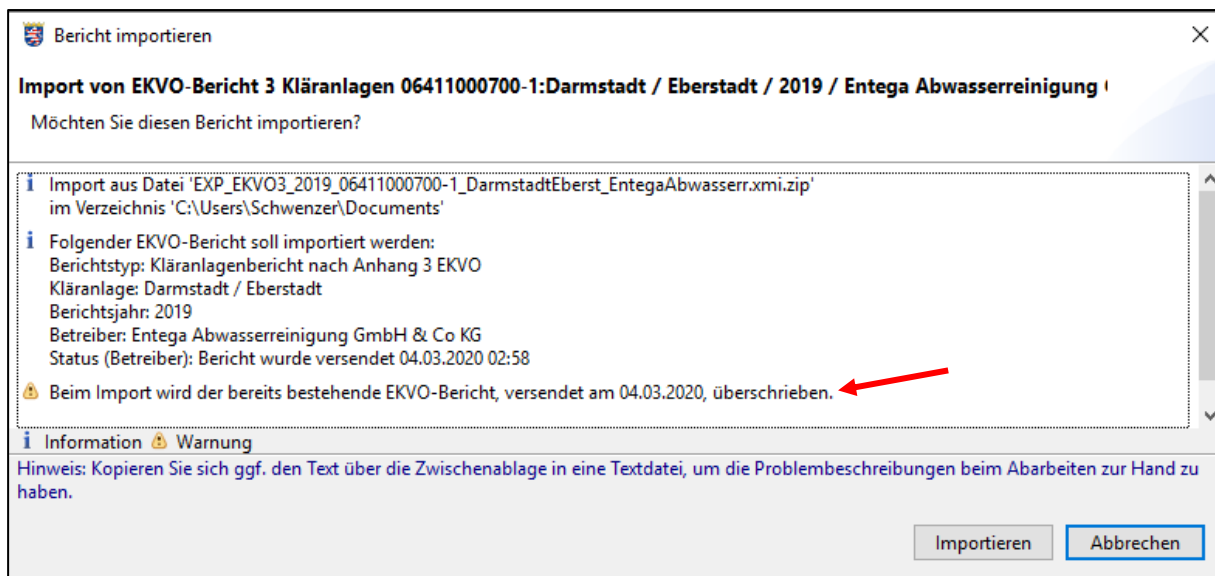 Bericht importieren
Import von EKVO-Bericht 3 Kläranlagen 06411000700-1:Darmstadt / Eberstadt / 2019 / Entega Abwasserreinigung
Möchten Sie diesen Bericht importieren?
i Import aus Datei 'EXP_EKVO3_2019_06411000700-1_DarmstadtEberst_EntegaAbwasserr.xmi.zip'
im Verzeichnis 'C:\Users\Schwenzer\Documents'
i Folgender EKVO-Bericht soll importiert werden:
Berichtstyp: Kläranlagenbericht nach Anhang 3 EKVO
Kläranlage: Darmstadt / Eberstadt
Berichtsjahr: 2019
Betreiber: Entega Abwasserreinigung GmbH & Co KG
Status (Betreiber): Bericht wurde versendet 04.03.2020 02:58
Beim Import wird der bereits bestehende EKVO-Bericht, versendet am 04.03.2020, überschrieben.
i Information Warnung
Hinweis: Kopieren Sie sich ggf. den Text über die Zwischenablage in eine Textdatei, um die Problembeschreibungen beim Abarbeiten zur Hand zu
haben.
Importieren Abbrechen